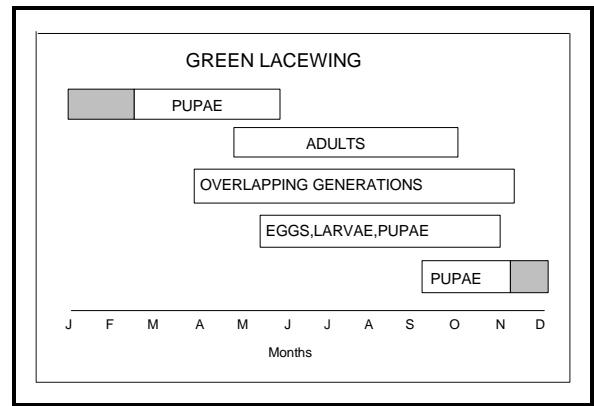 GREEN LACEWING
PUPAE
ADULTS
OVERLAPPING GENERATIONS
EGGS,LARVAE,PUPAE
PUPAE
J F M A M J J A S O N D
Months